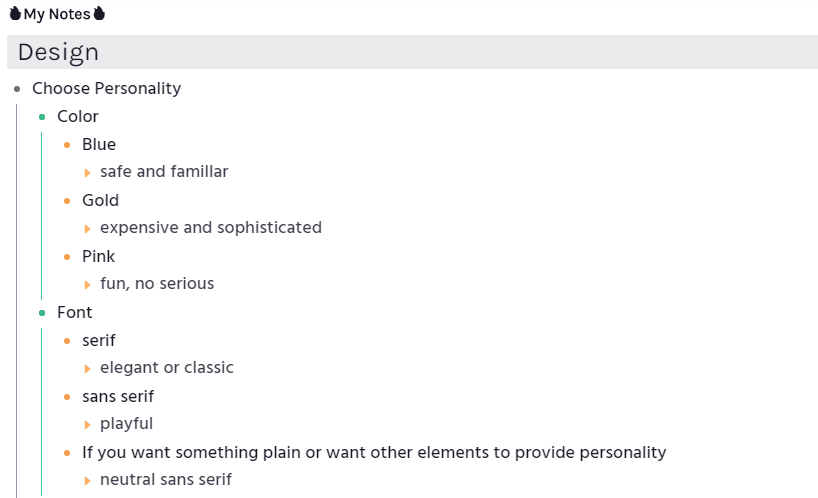 My Notes
Design
Choose Personality
Color
Blue
safe and famillar
Gold
expensive and sophisticated
Pink
fun, no serious
Font
serif
elegant or classic
sans serif
playful
If you want something plain or want other elements to provide personality
neutral sans serif